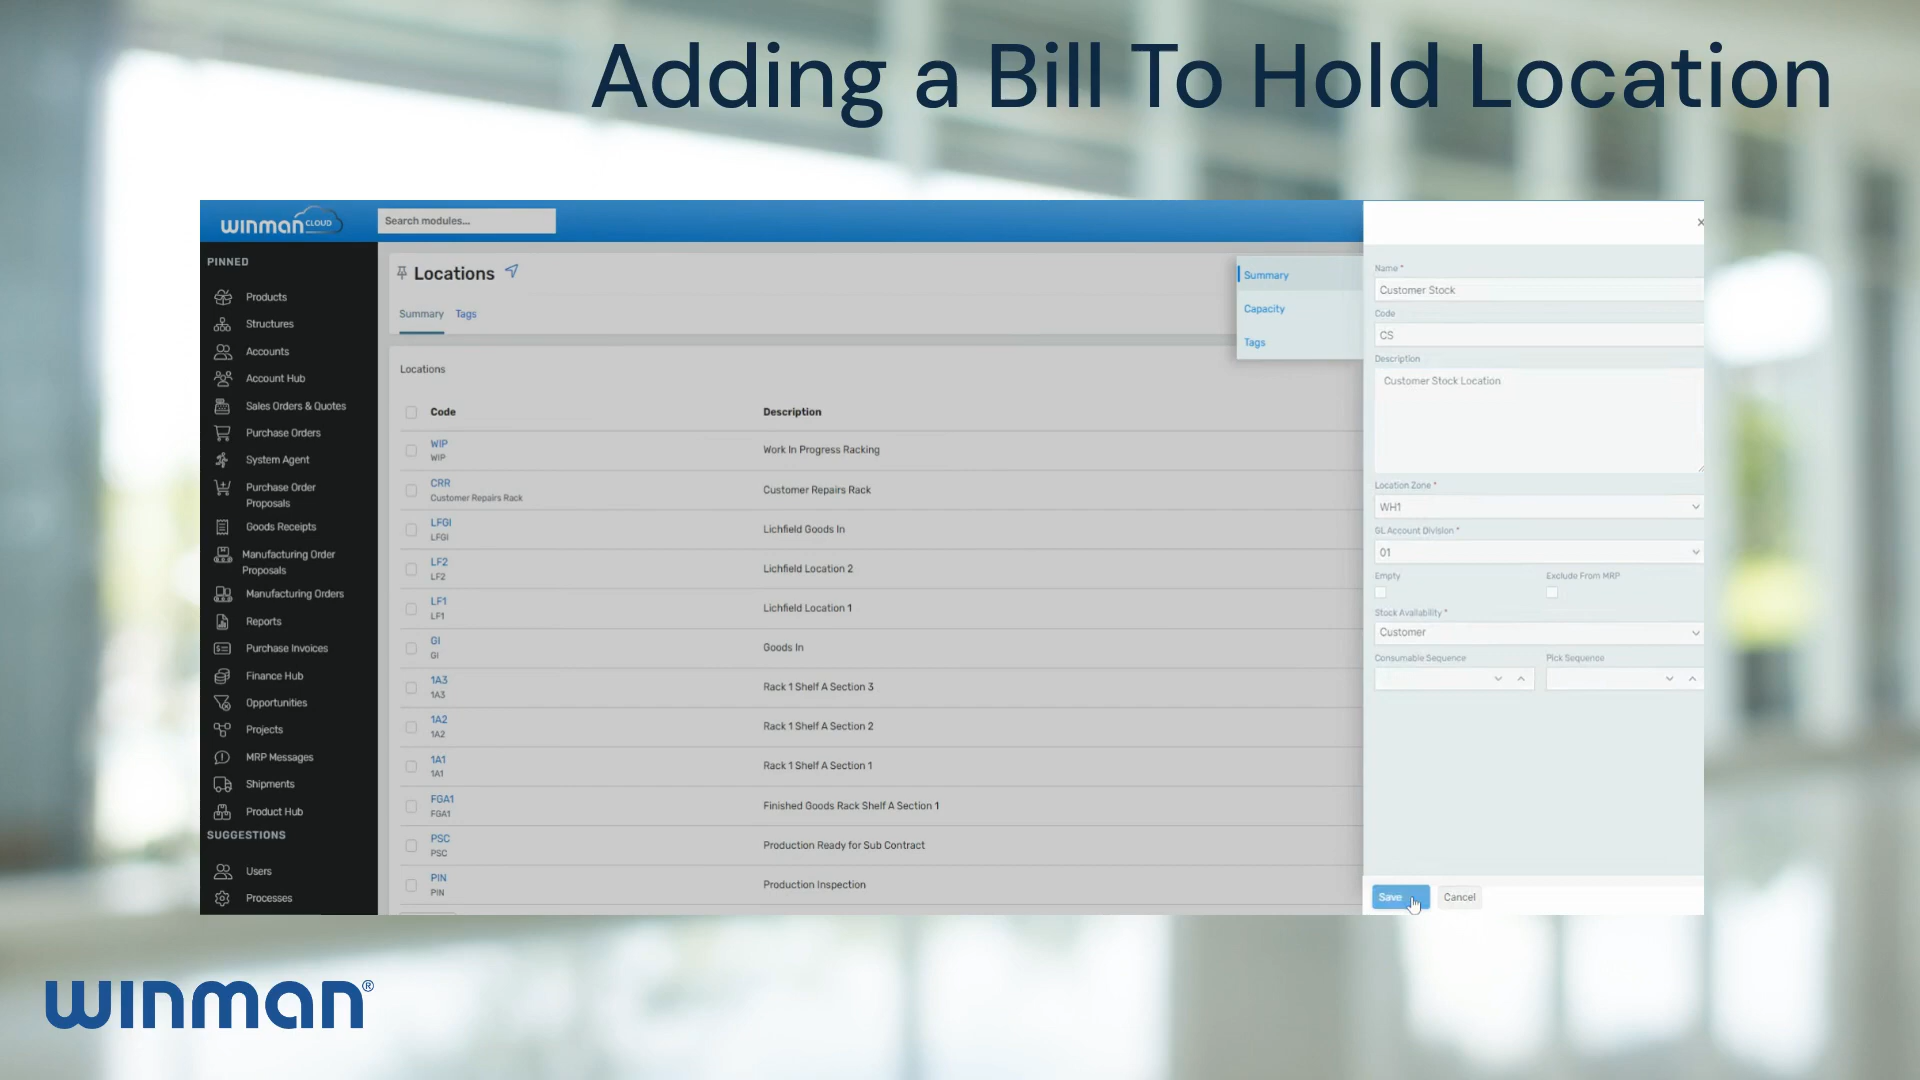 Adding a Bill To Hold Location
winman CLOUD
Search modules...
PINNED
Products
Structures
Accounts
Account Hub
Sales Orders & Quotes
Purchase Orders
System Agent
Purchase Order
Proposals
Goods Receipts
Manufacturing Order
Proposals
Manufacturing Orders
Reports
Purchase Invoices
Finance Hub
Opportunities
Projects
MRP Messages
Shipments
Product Hub
SUGGESTIONS
Users
Processes
Locations
Summary Tags
Locations
Code Description
WIP
WIP
Work In Progress Racking
CRR
Customer Repairs Rack
Customer Repairs Rack
LFGI
LFGI
Lichfield Goods In
LF2
LF2
Lichfield Location 2
LF1
LF1
Lichfield Location 1
GI
GI
Goods In
1A3
1A3
Rack 1 Shelf A Section 3
1A2
1A2
Rack 1 Shelf A Section 2
1A1
1A1
Rack 1 Shelf A Section 1
FGA1
FGA1
Finished Goods Rack Shelf A Section 1
PSC
PSC
Production Ready for Sub Contract
PIN
PIN
Production Inspection
Summary
Capacity
Tags
Name *
Customer Stock
Code
CS
Description
Customer Stock Location
Location Zone *
WH1
GL Account Division *
01
Empty Exclude From MRP
Stock Availability *
Customer
Consumable Sequence Pick Sequence
Save Cancel
winman®